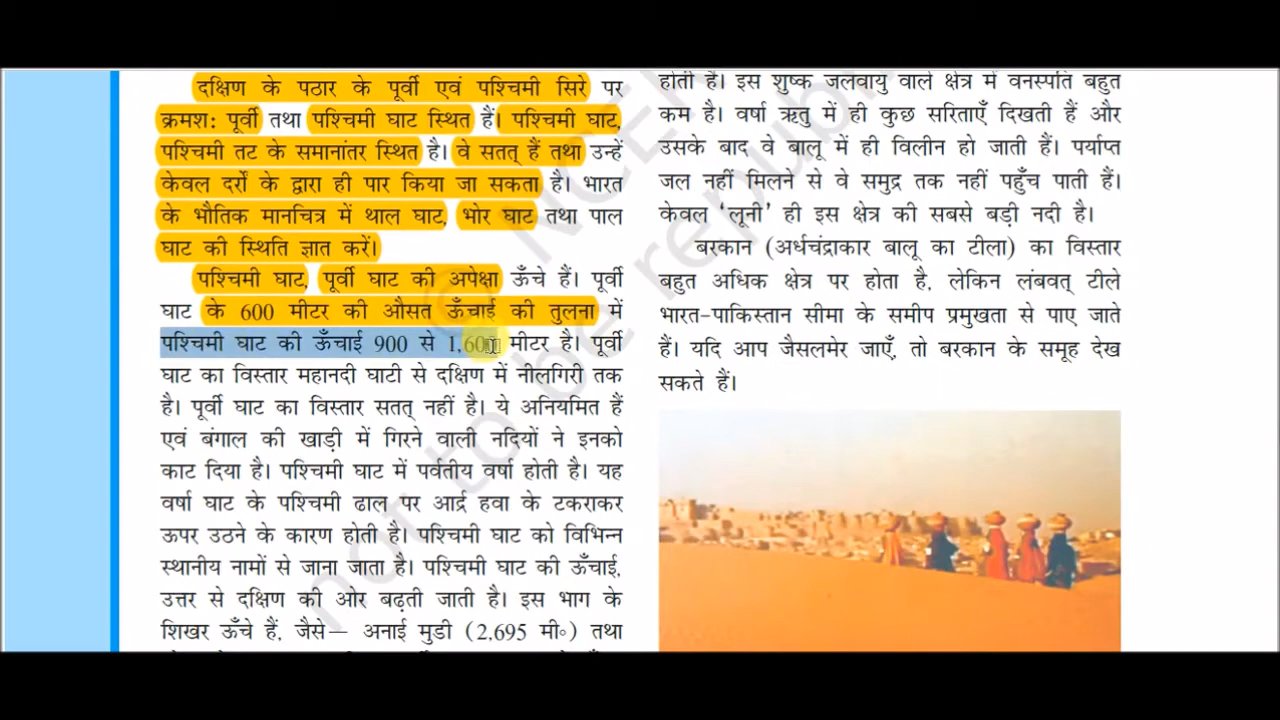 दक्षिण के पठार के पूर्वी एवं पश्चिमी सिरे पर
क्रमश: पूर्वी तथा पश्चिमी घाट स्थित हैं। पश्चिमी घाट,
पश्चिमी तट के समानांतर स्थित है। वे सतत् हैं तथा उन्हें
केवल दर्रों के द्वारा ही पार किया जा सकता है। भारत
के भौतिक मानचित्र में थाल घाट, भोर घाट तथा पाल
घाट की स्थिति ज्ञात करें।
पश्चिमी घाट, पूर्वी घाट की अपेक्षा ऊँचे हैं। पूर्वी
घाट के 600 मीटर की औसत ऊँचाई की तुलना में
पश्चिमी घाट की ऊँचाई 900 से 1,600 मीटर है। पूर्वी
घाट का विस्तार महानदी घाटी से दक्षिण में नीलगिरी तक
है। पूर्वी घाट का विस्तार सतत् नहीं है। ये अनियमित हैं
एवं बंगाल की खाड़ी में गिरने वाली नदियों ने इनको
काट दिया है। पश्चिमी घाट में पर्वतीय वर्षा होती है। यह
वर्षा घाट के पश्चिमी ढाल पर आर्द्र हवा के टकराकर
ऊपर उठने के कारण होती है। पश्चिमी घाट को विभिन्न
स्थानीय नामों से जाना जाता है। पश्चिमी घाट की ऊँचाई,
उत्तर से दक्षिण की ओर बढ़ती जाती है। इस भाग के
शिखर ऊँचे हैं, जैसे— अनाई मुडी (2,695 मी॰) तथा
होती है। इस शुष्क जलवायु वाले क्षेत्र में वनस्पति बहुत
कम है। वर्षा ऋतु में ही कुछ सरिताएँ दिखती हैं और
उसके बाद वे बालू में ही विलीन हो जाती हैं। पर्याप्त
जल नहीं मिलने से वे समुद्र तक नहीं पहुँच पाती हैं।
केवल ‘लूनी’ ही इस क्षेत्र की सबसे बड़ी नदी है।
बरकान (अर्धचंद्राकार बालू का टीला) का विस्तार
बहुत अधिक क्षेत्र पर होता है, लेकिन लंबवत् टीले
भारत-पाकिस्तान सीमा के समीप प्रमुखता से पाए जाते
हैं। यदि आप जैसलमेर जाएँ, तो बरकान के समूह देख
सकते हैं।
© NCER
not to be republ